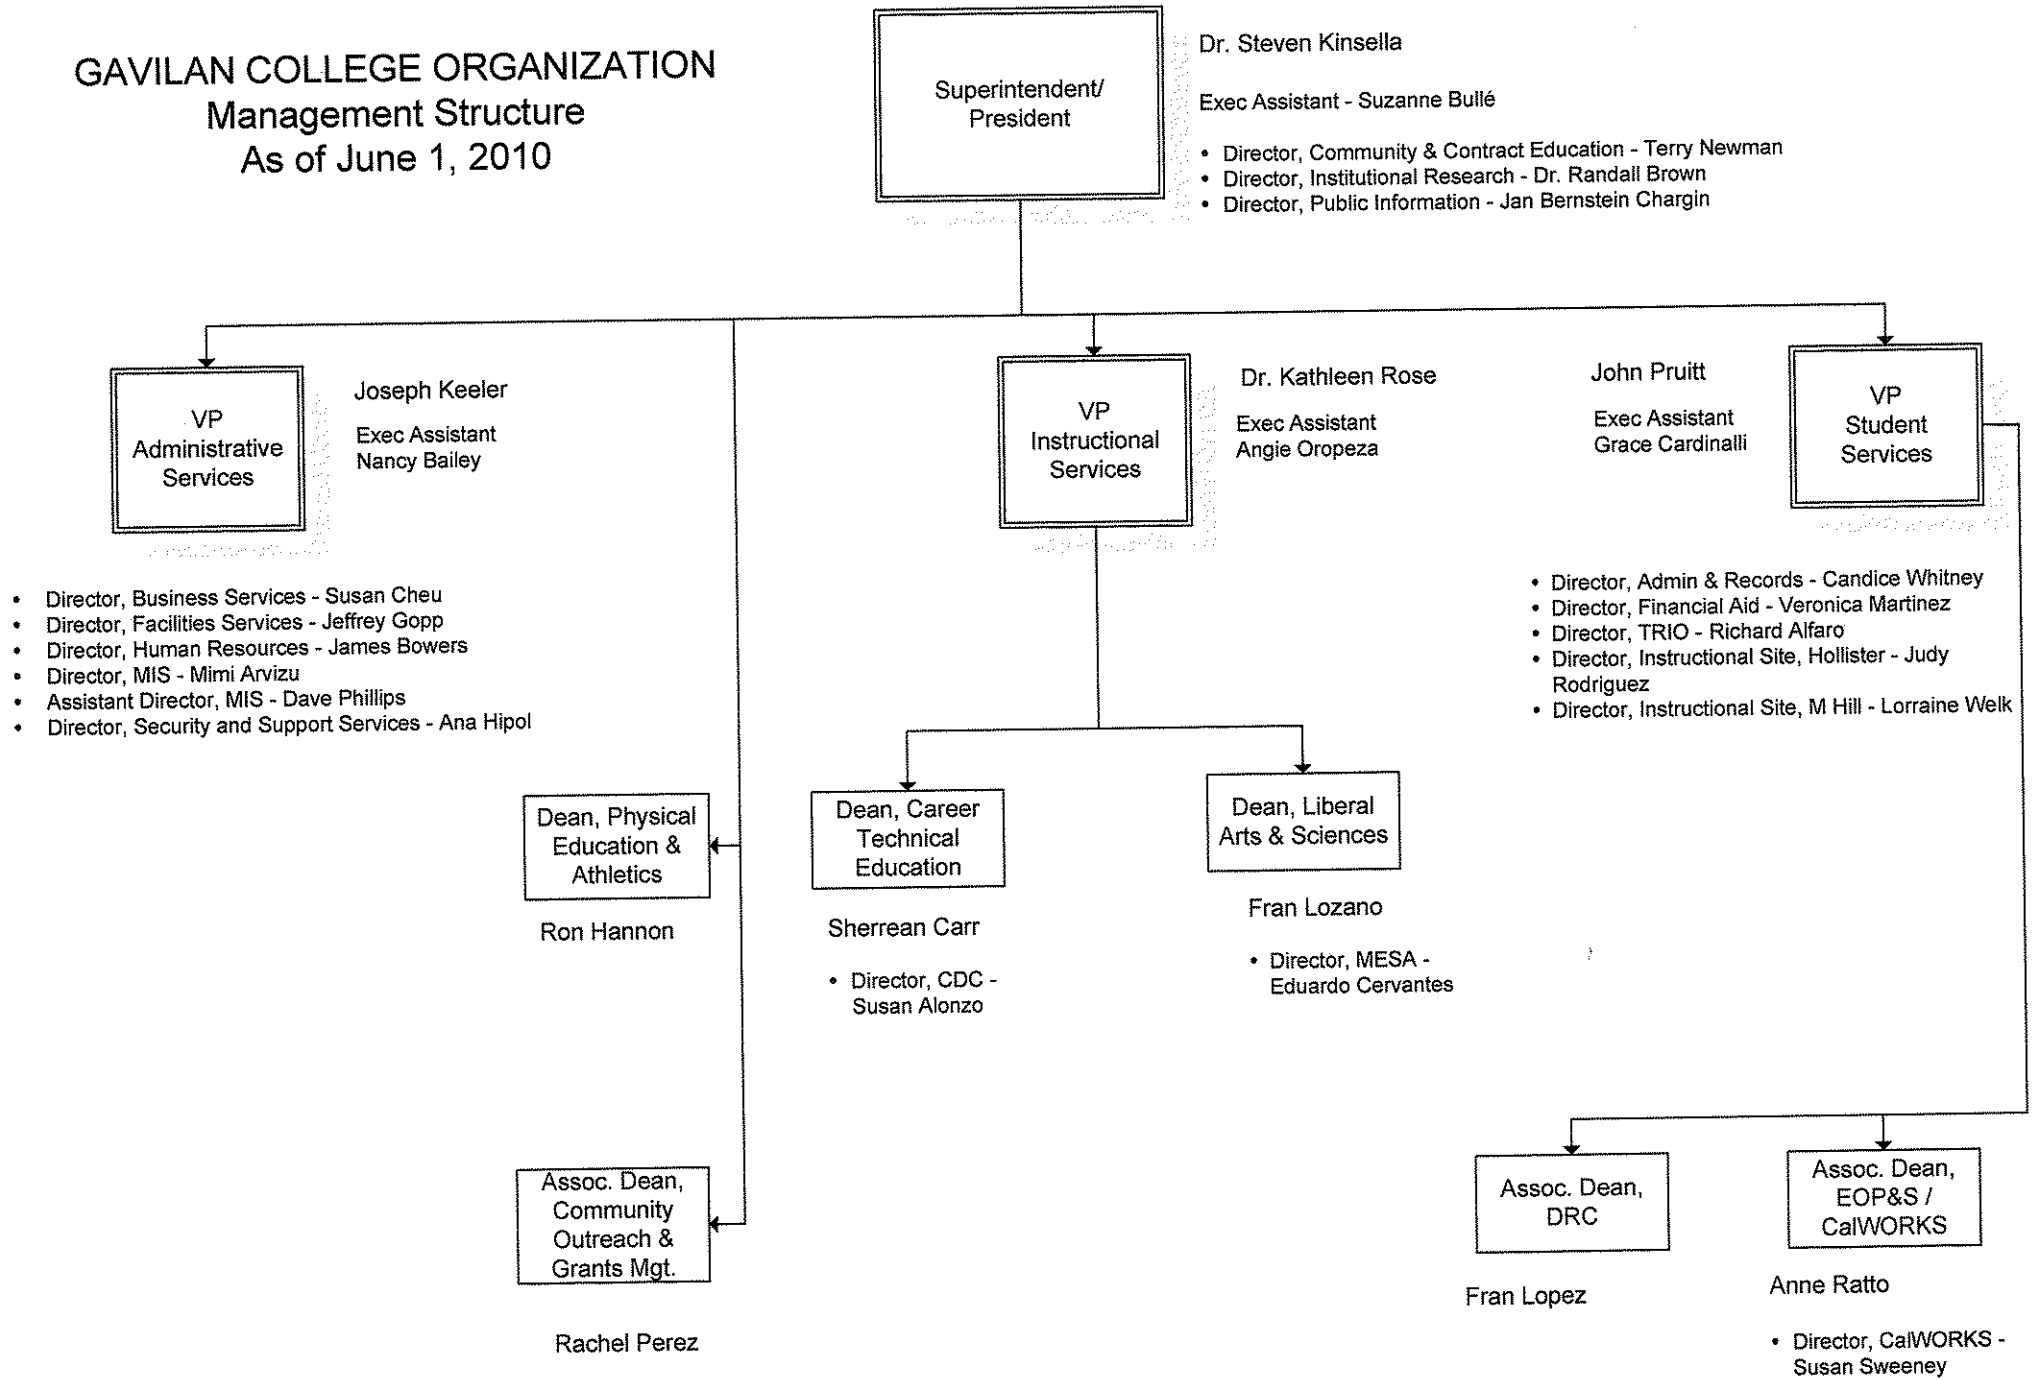 GAVILAN COLLEGE ORGANIZATION
Management Structure
As of June 1, 2010
Superintendent/
President
Dr. Steven Kinsella
Exec Assistant - Suzanne Bullé
• Director, Community & Contract Education - Terry Newman
• Director, Institutional Research - Dr. Randall Brown
• Director, Public Information - Jan Bernstein Chargin
VP
Administrative
Services
Joseph Keeler
Exec Assistant
Nancy Bailey
• Director, Business Services - Susan Cheu
• Director, Facilities Services - Jeffrey Gopp
• Director, Human Resources - James Bowers
• Director, MIS - Mimi Arvizu
• Assistant Director, MIS - Dave Phillips
• Director, Security and Support Services - Ana Hipol
VP
Instructional
Services
Dr. Kathleen Rose
Exec Assistant
Angie Oropeza
John Pruitt
Exec Assistant
Grace Cardinalli
VP
Student
Services
• Director, Admin & Records - Candice Whitney
• Director, Financial Aid - Veronica Martinez
• Director, TRIO - Richard Alfaro
• Director, Instructional Site, Hollister - Judy
Rodriguez
• Director, Instructional Site, M Hill - Lorraine Welk
Dean, Physical
Education &
Athletics
Ron Hannon
Dean, Career
Technical
Education
Sherrean Carr
• Director, CDC -
Susan Alonzo
Dean, Liberal
Arts & Sciences
Fran Lozano
• Director, MESA -
Eduardo Cervantes
Assoc. Dean,
Community
Outreach &
Grants Mgt.
Rachel Perez
Assoc. Dean,
DRC
Fran Lopez
Assoc. Dean,
EOP&S /
CalWORKS
Anne Ratto
• Director, CalWORKS -
Susan Sweeney